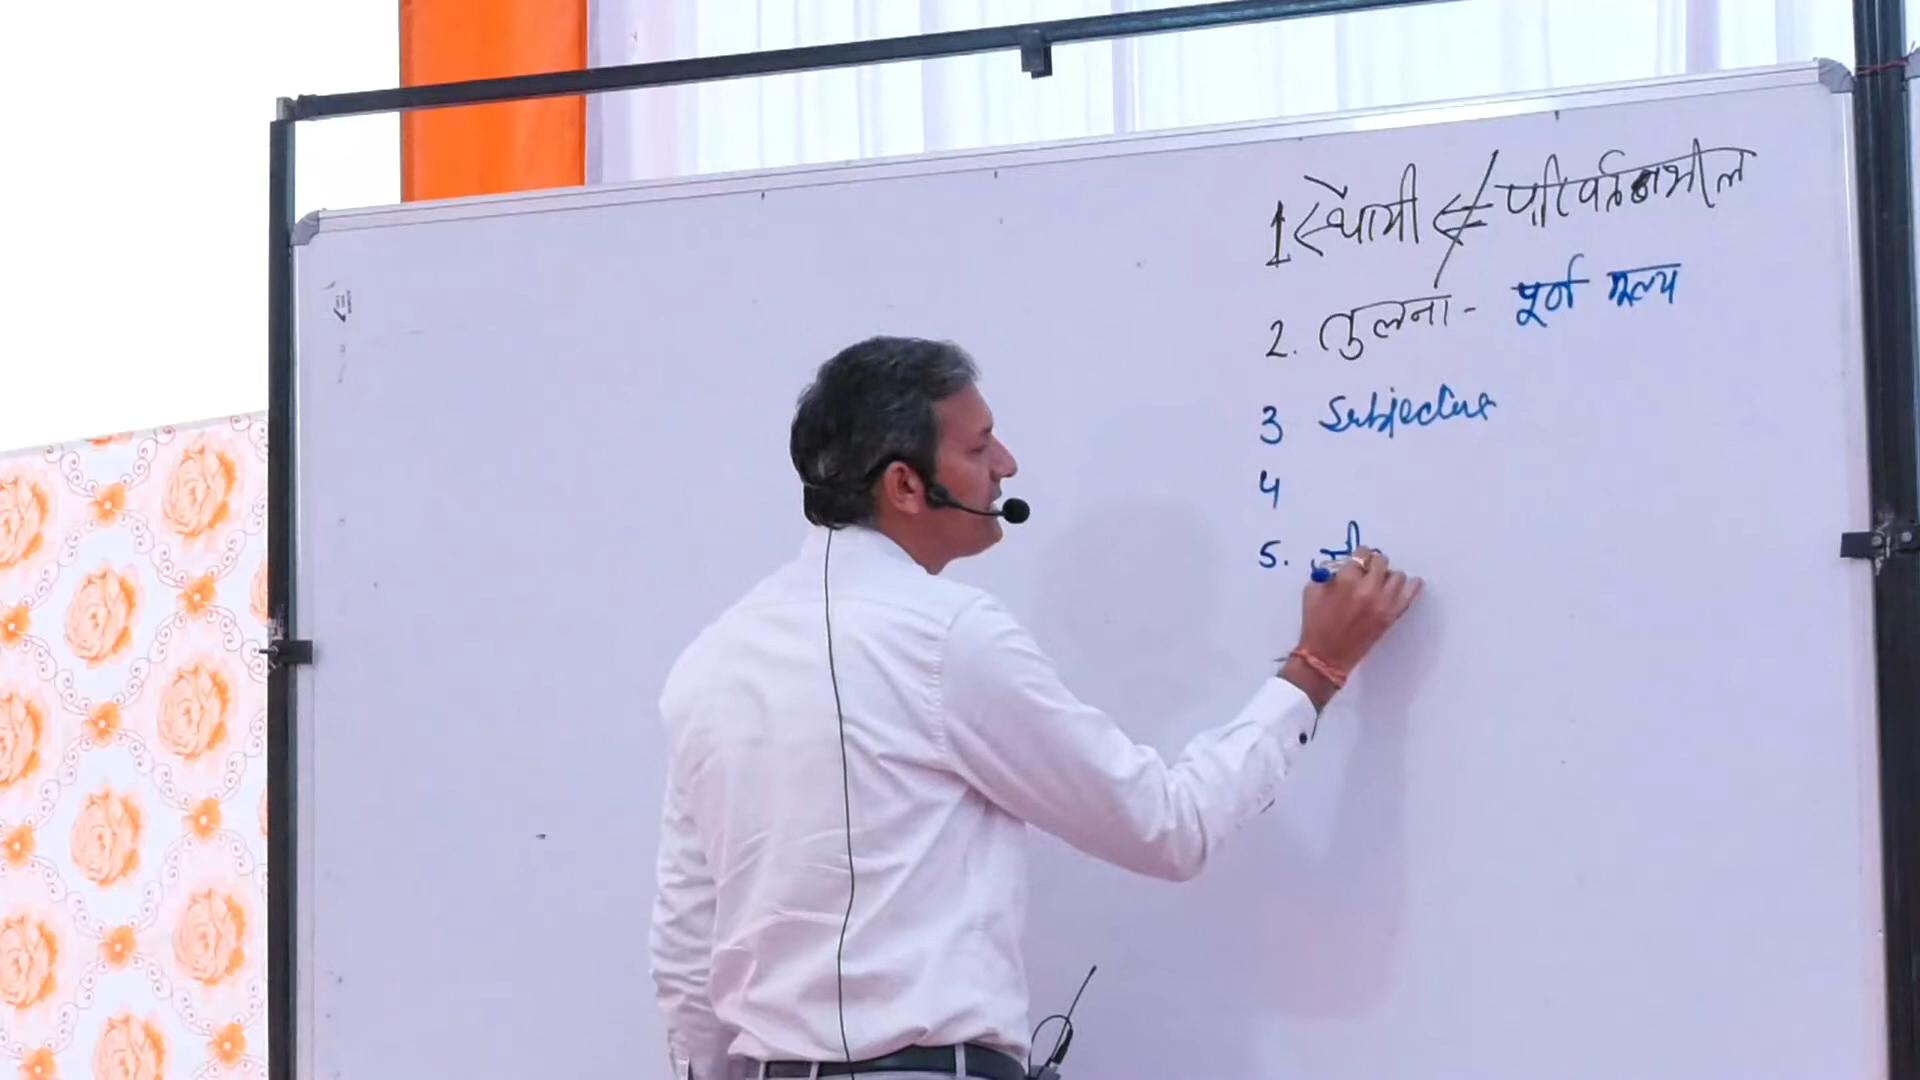 1 स्थायी ≠ परिवर्तनशील
2. तुलना - पूर्ण मूल्य
3 Subjective
4
5.